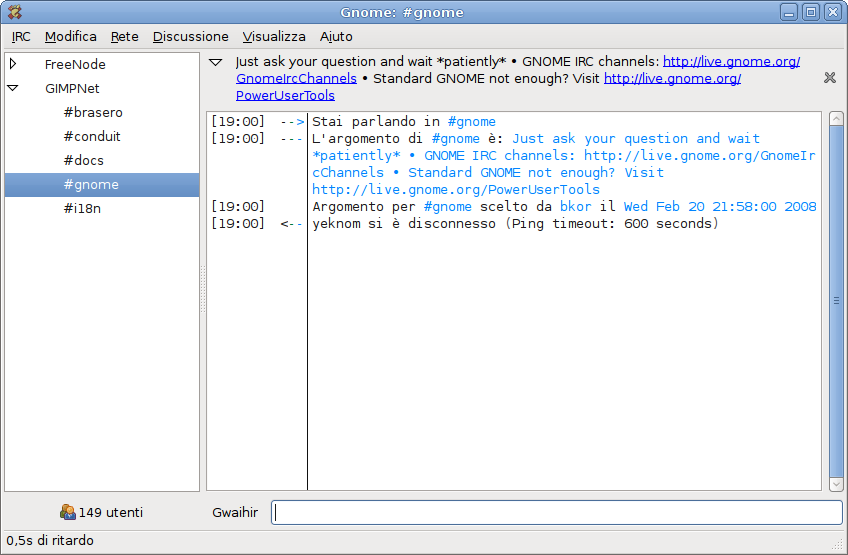 Gnome: #gnome
IRC Modifica Rete Discussione Visualizza Aiuto
FreeNode
GIMPNet
#brasero
#conduit
#docs
#gnome
#i18n
Just ask your question and wait *patiently* • GNOME IRC channels: http://live.gnome.org/
GnomeIrcChannels • Standard GNOME not enough? Visit http://live.gnome.org/
PowerUserTools
[19:00] --> Stai parlando in #gnome
[19:00] --- L'argomento di #gnome è: Just ask your question and wait
*patiently* • GNOME IRC channels: http://live.gnome.org/GnomeIr
cChannels • Standard GNOME not enough? Visit
http://live.gnome.org/PowerUserTools
[19:00] Argomento per #gnome scelto da bkor il Wed Feb 20 21:58:00 2008
[19:00] <-- yeknom si è disconnesso (Ping timeout: 600 seconds)
149 utenti
Gwaihir
0,5s di ritardo